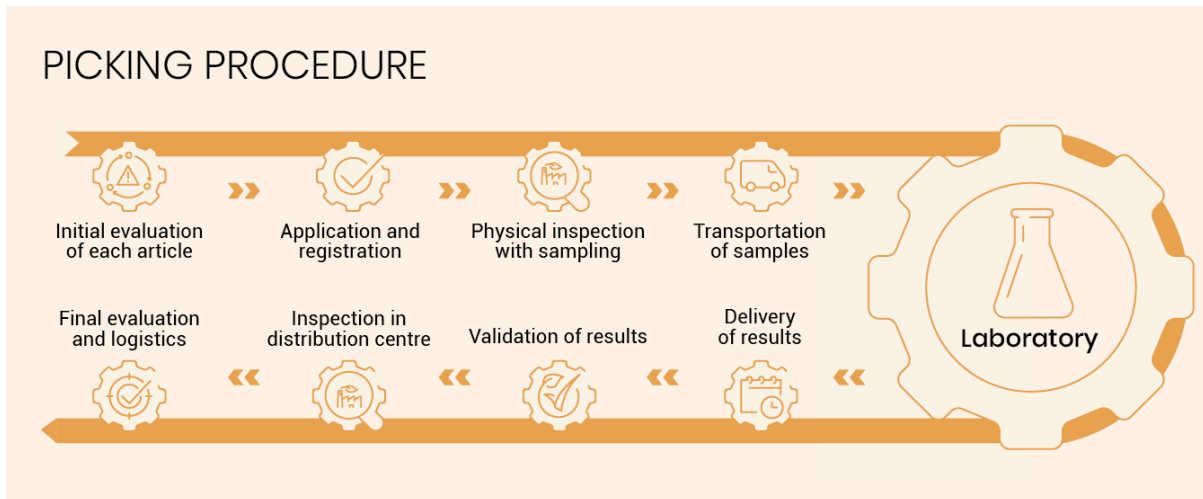 PICKING PROCEDURE
Initial evaluation
of each article
Application and
registration
Physical inspection
with sampling
Transportation
of samples
Laboratory
Delivery
of results
Validation of results
Inspection in
distribution centre
Final evaluation
and logistics